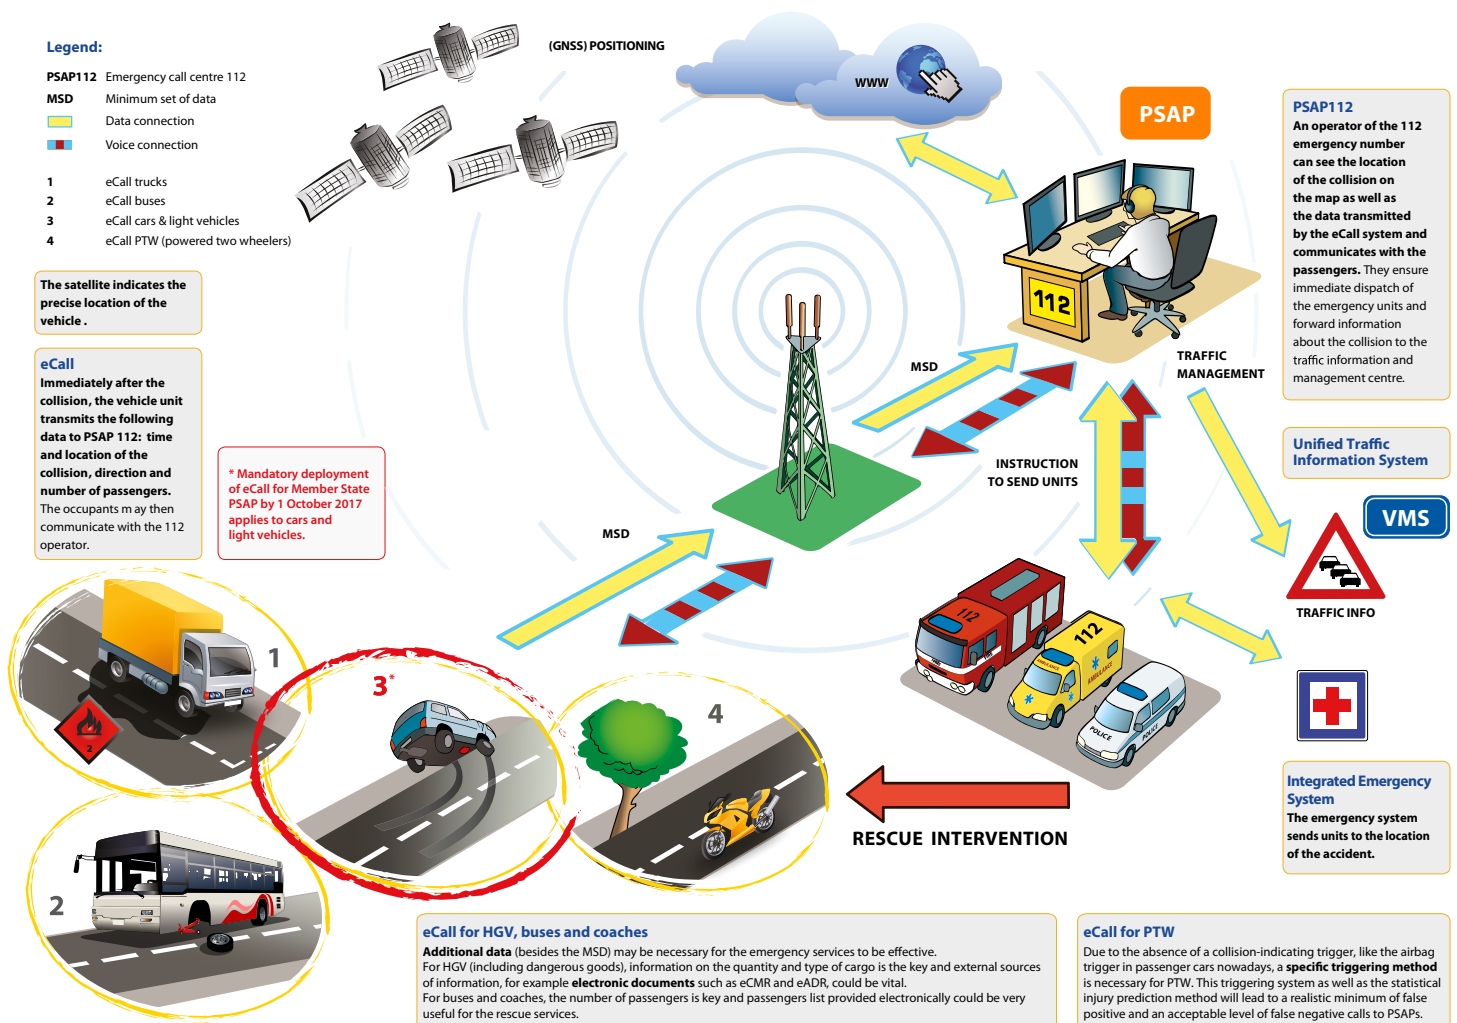 Legend:
PSAP112 Emergency call centre 112
MSD Minimum set of data
Data connection
Voice connection
1 eCall trucks
2 eCall buses
3 eCall cars & light vehicles
4 eCall PTW (powered two wheelers)
The satellite indicates the
precise location of the
vehicle .
eCall
Immediately after the
collision, the vehicle unit
transmits the following
data to PSAP 112: time
and location of the
collision, direction and
number of passengers.
The occupants m ay then
communicate with the 112
operator.
* Mandatory deployment
of eCall for Member State
PSAP by 1 October 2017
applies to cars and
light vehicles.
(GNSS) POSITIONING
WWW
PSAP
112
MSD
MSD
TRAFFIC
MANAGEMENT
INSTRUCTION
TO SEND UNITS
PSAP112
An operator of the 112
emergency number
can see the location
of the collision on
the map as well as
the data transmitted
by the eCall system and
communicates with the
passengers. They ensure
immediate dispatch of
the emergency units and
forward information
about the collision to the
traffic information and
management centre.
Unified Traffic
Information System
VMS
TRAFFIC INFO
112
112
AMBULANCE
AMBULANCE
POLICE
POLICE
Integrated Emergency
System
The emergency system
sends units to the location
of the accident.
1
2
3*
4
2
RESCUE INTERVENTION
eCall for HGV, buses and coaches
Additional data (besides the MSD) may be necessary for the emergency services to be effective.
For HGV (including dangerous goods), information on the quantity and type of cargo is the key and external sources
of information, for example electronic documents such as eCMR and eADR, could be vital.
For buses and coaches, the number of passengers is key and passengers list provided electronically could be very
useful for the rescue services.
eCall for PTW
Due to the absence of a collision-indicating trigger, like the airbag
trigger in passenger cars nowadays, a specific triggering method
is necessary for PTW. This triggering system as well as the statistical
injury prediction method will lead to a realistic minimum of false
positive and an acceptable level of false negative calls to PSAPs.